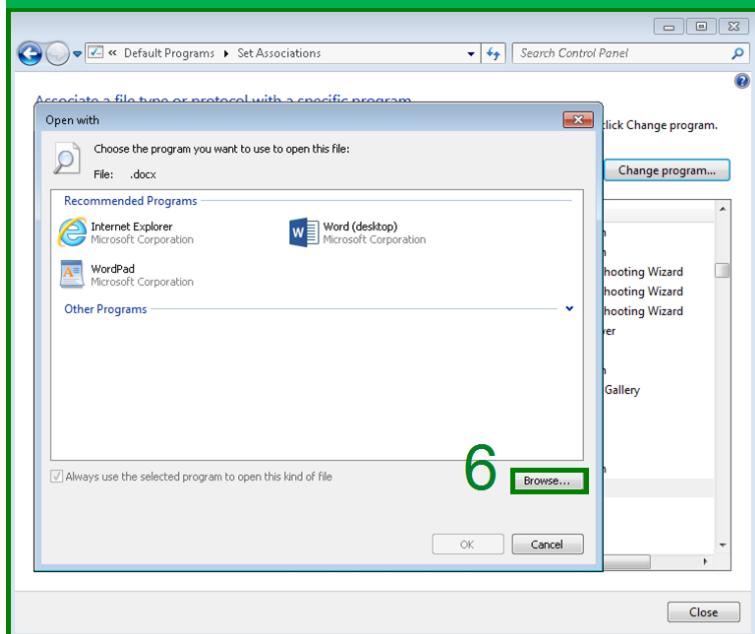 « Default Programs Set Associations
Search Control Panel
Associate a file type or protocol with a specific program
Open with
click Change program.
Choose the program you want to use to open this file:
File: .docx
Change program...
Recommended Programs
Internet Explorer
Microsoft Corporation
Word (desktop)
Microsoft Corporation
WordPad
Microsoft Corporation
hooting Wizard
hooting Wizard
hooting Wizard
Other Programs
er
Gallery
Always use the selected program to open this kind of file
6
Browse...
OK
Cancel
Close